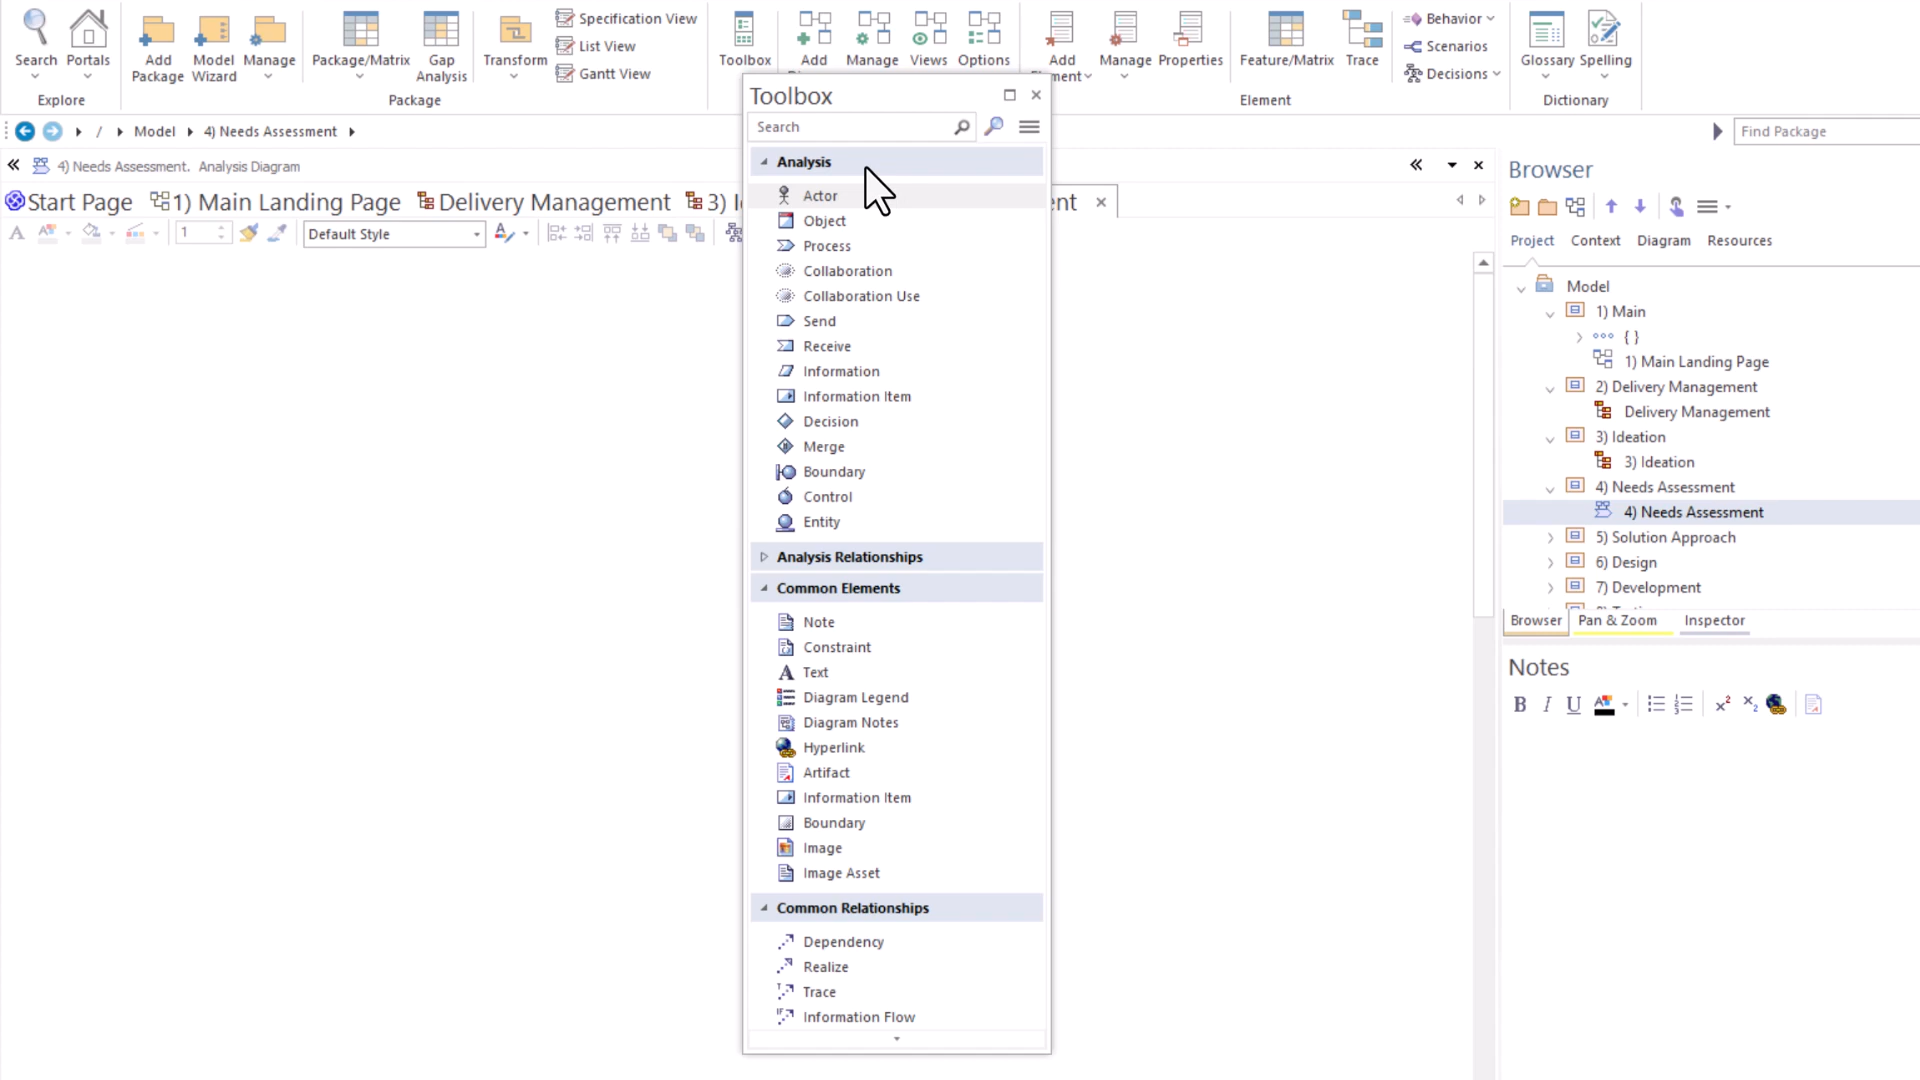 Search
Portals
Explore
Add
Package
Model
Wizard
Manage
Package/Matrix
Gap
Analysis
Transform
Specification View
List View
Gantt View
Package
Toolbox
Add
Manage
Views
Options
Add
Manage
Properties
Feature/Matrix
Trace
Behavior
Scenarios
Decisions
Element
Glossary
Spelling
Dictionary
/ Model 4) Needs Assessment
Find Package
4) Needs Assessment. Analysis Diagram
Start Page
1) Main Landing Page
Delivery Management
3)
1
Default Style
Toolbox
Search
Analysis
Actor
Object
Process
Collaboration
Collaboration Use
Send
Receive
Information
Information Item
Decision
Merge
Boundary
Control
Entity
Analysis Relationships
Common Elements
Note
Constraint
Text
Diagram Legend
Diagram Notes
Hyperlink
Artifact
Information Item
Boundary
Image
Image Asset
Common Relationships
Dependency
Realize
Trace
Information Flow
Browser
Project Context Diagram Resources
Model
1) Main
{ }
1) Main Landing Page
2) Delivery Management
Delivery Management
3) Ideation
3) Ideation
4) Needs Assessment
4) Needs Assessment
5) Solution Approach
6) Design
7) Development
Browser Pan & Zoom Inspector
Notes
B I U